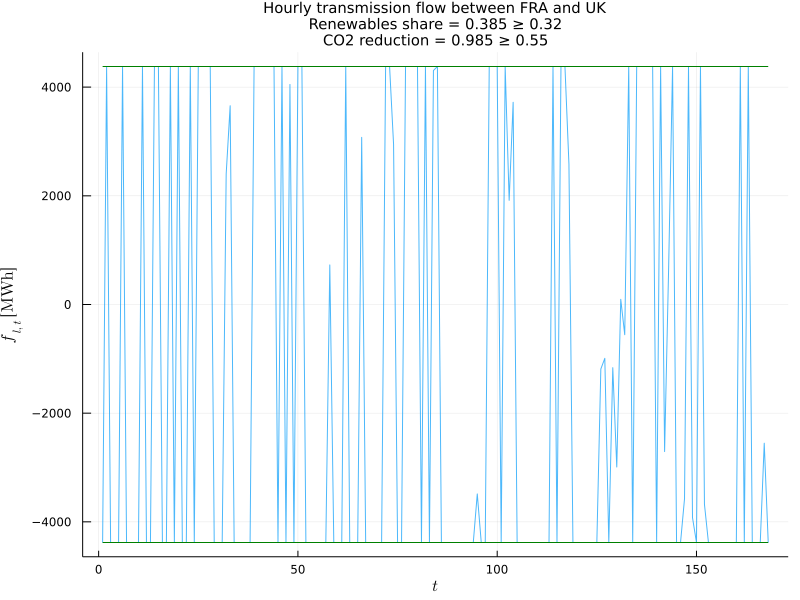 Hourly transmission flow between FRA and UK
Renewables share = 0.385 ≥ 0.32
CO2 reduction = 0.985 ≥ 0.55
4000
2000
0
−2000
−4000
f_{l,t} [MWh]
0 50 100 150
t